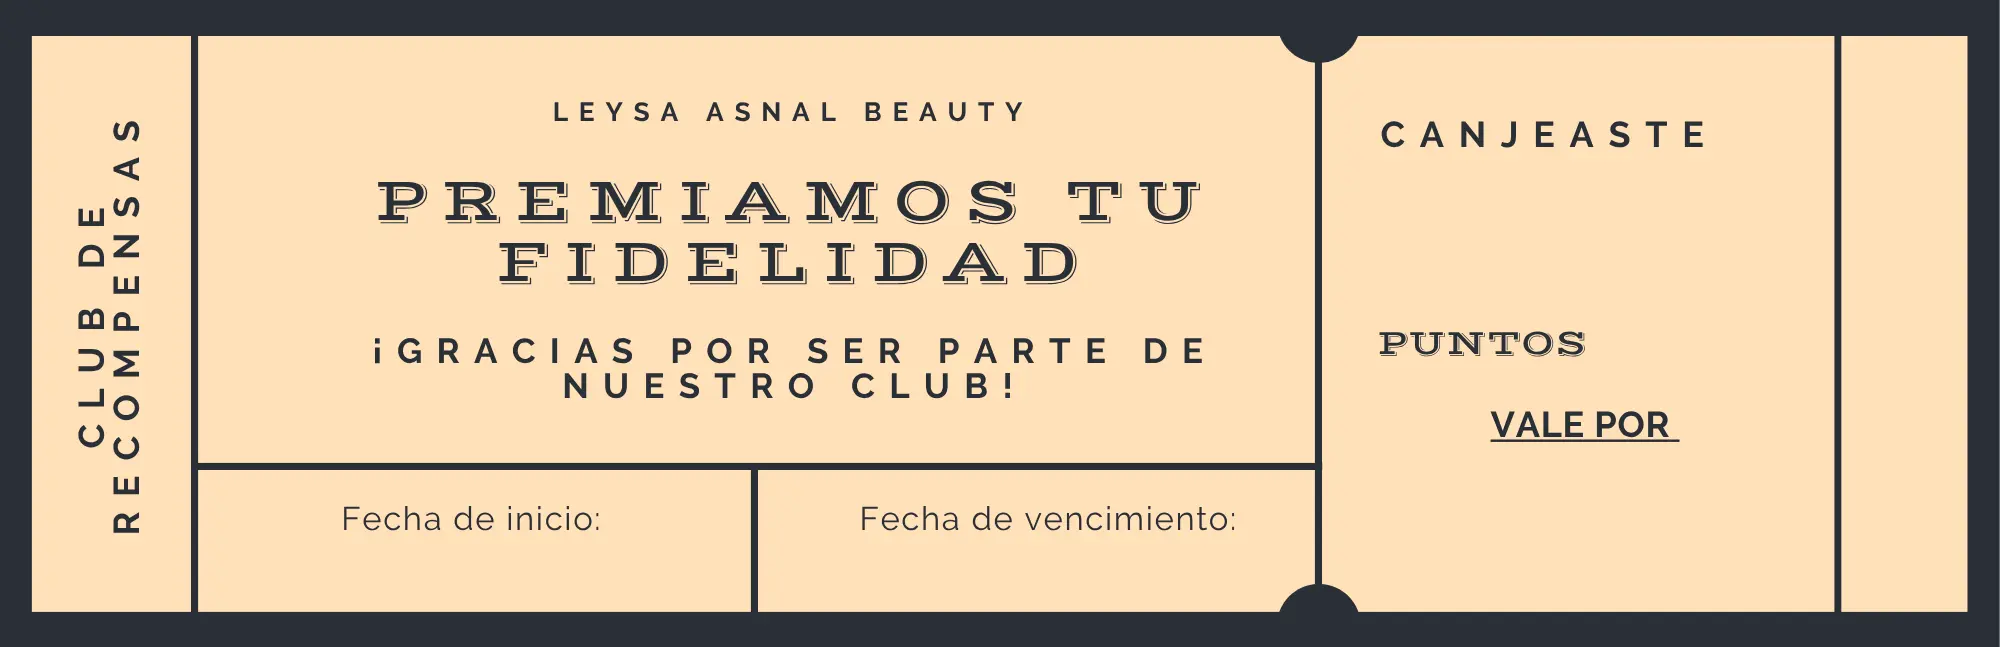 CLUB DE
RECOMPENSAS
LEYSA ASNAL BEAUTY
PREMIAMOS TU
FIDELIDAD
¡GRACIAS POR SER PARTE DE
NUESTRO CLUB!
Fecha de inicio:
Fecha de vencimiento:
CANJEASTE
PUNTOS
VALE POR